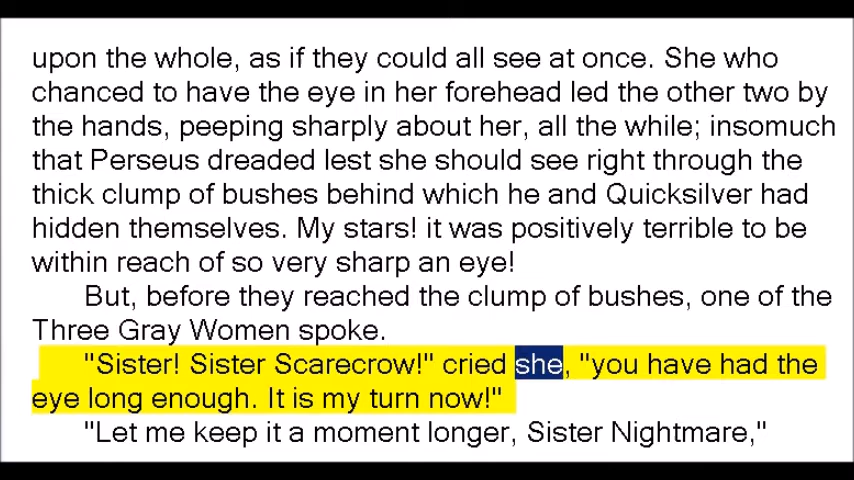 upon the whole, as if they could all see at once. She who
chanced to have the eye in her forehead led the other two by
the hands, peeping sharply about her, all the while; insomuch
that Perseus dreaded lest she should see right through the
thick clump of bushes behind which he and Quicksilver had
hidden themselves. My stars! it was positively terrible to be
within reach of so very sharp an eye!
But, before they reached the clump of bushes, one of the
Three Gray Women spoke.
"Sister! Sister Scarecrow!" cried she, "you have had the
eye long enough. It is my turn now!"
"Let me keep it a moment longer, Sister Nightmare,"